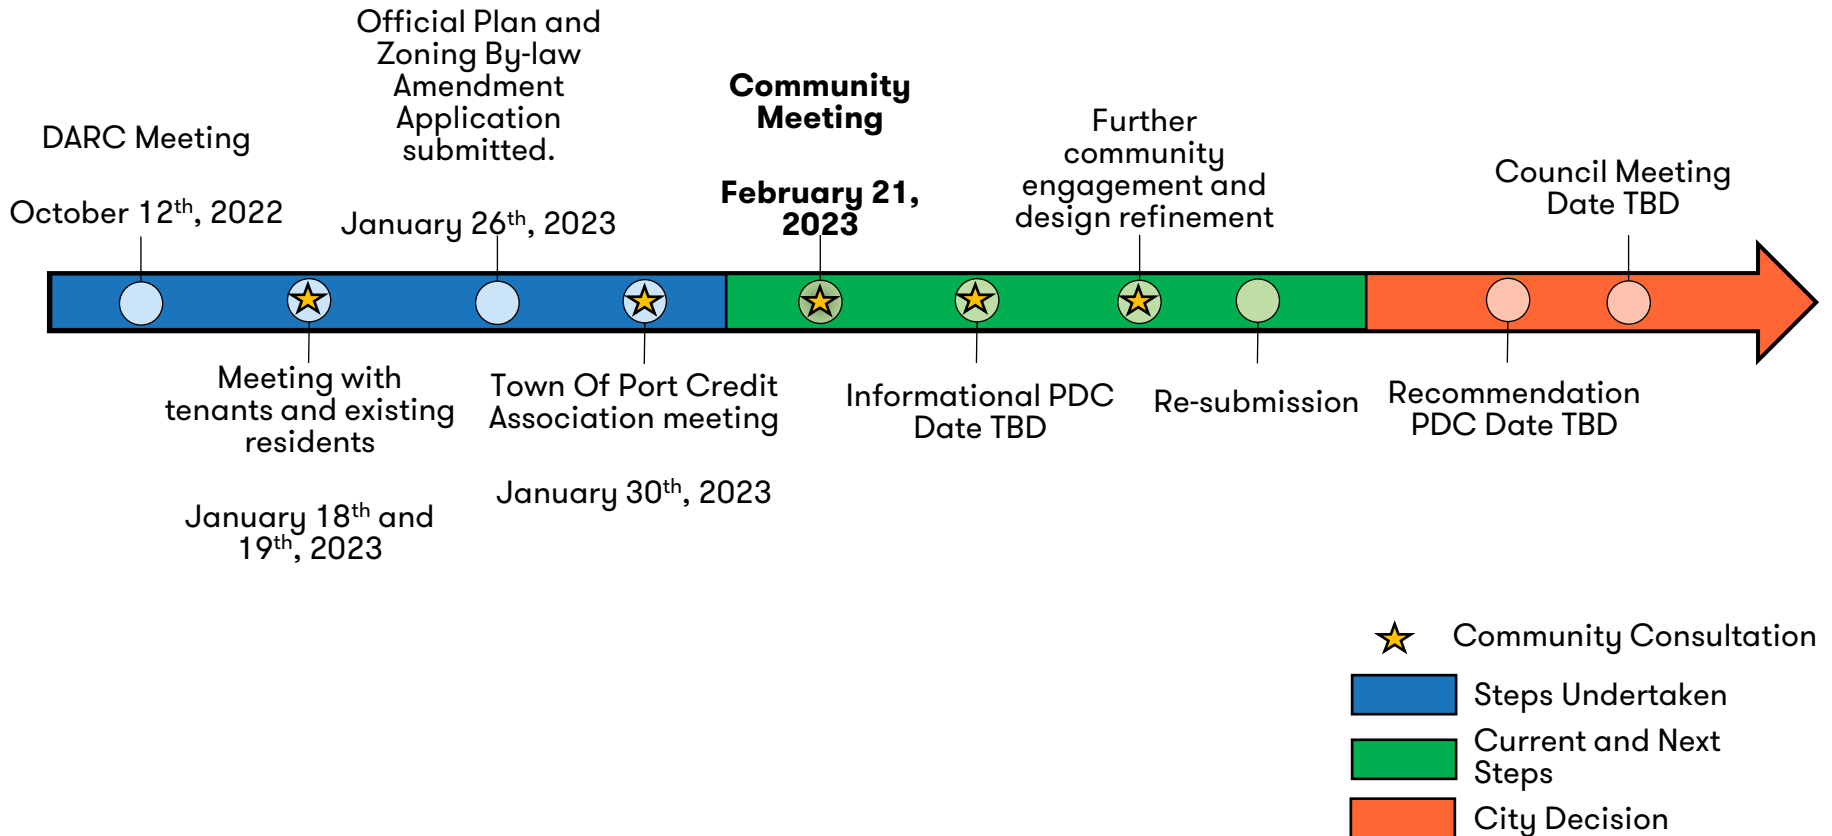 DARC Meeting
October 12th, 2022
Official Plan and
Zoning By-law
Amendment
Application
submitted.
January 26th, 2023
Community
Meeting
February 21,
2023
Further
community
engagement and
design refinement
Council Meeting
Date TBD
Meeting with
tenants and existing
residents
January 18th and
19th, 2023
Town Of Port Credit
Association meeting
January 30th, 2023
Informational PDC
Date TBD
Re-submission
Recommendation
PDC Date TBD
Community Consultation
Steps Undertaken
Current and Next
Steps
City Decision